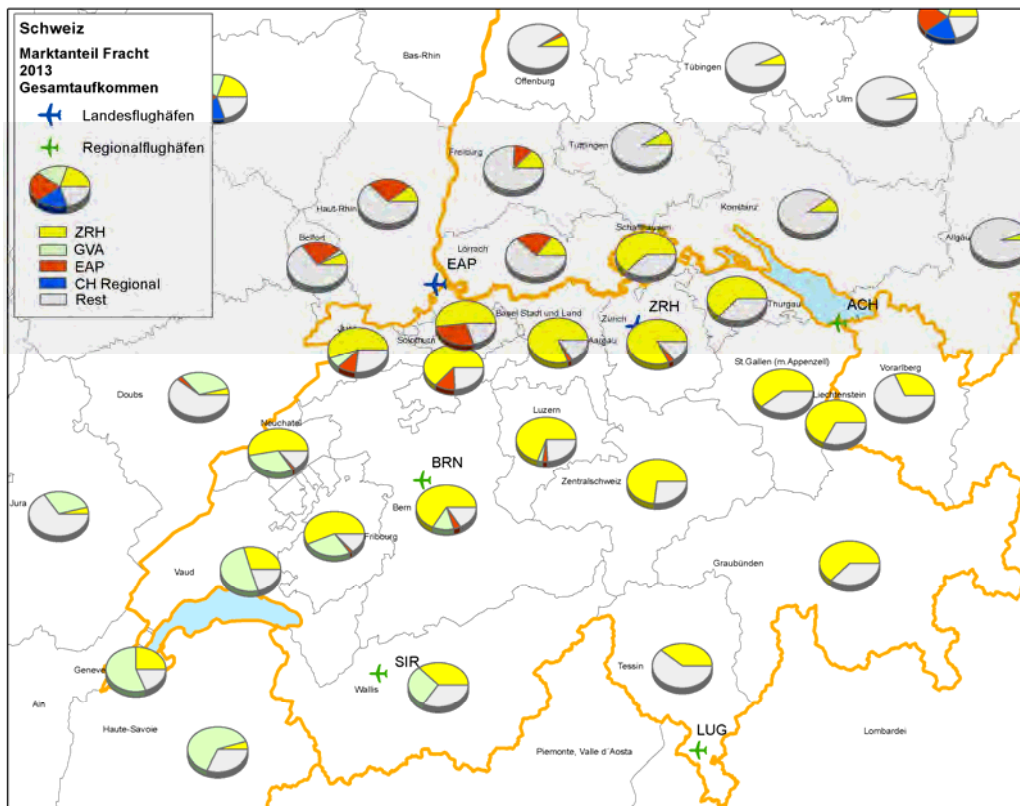 Schweiz
Marktanteil Fracht
2013
Gesamtaufkommen
Landesflughäfen
Regionalflughäfen
ZRH
GVA
EAP
CH Regional
Rest
Bas-Rhin
Offenburg
Tübingen
Ulm
Freiburg
Tuttlingen
Haut-Rhin
Konstanz
Belfort
Lörrach
Schaffhausen
Allgäu
EAP
Basel Stadt und Land
Zürich
ZRH
Thurgau
ACH
Jura
Solothurn
Aargau
Doubs
St.Gallen (m.Appenzell)
Vorarlberg
Liechtenstein
Neuchatel
Luzern
BRN
Zentralschweiz
Jura
Bern
Fribourg
Vaud
Graubünden
Geneve
SIR
Wallis
Tessin
Ain
Haute-Savoie
LUG
Piemonte, Valle d´Aosta
Lombardei